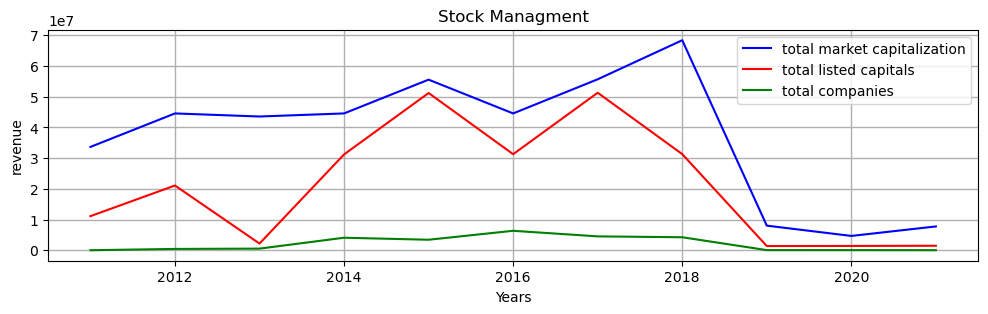 Stock Managment
1e7
7
6
5
4
3
2
1
0
revenue
total market capitalization
total listed capitals
total companies
2012 2014 2016 2018 2020
Years